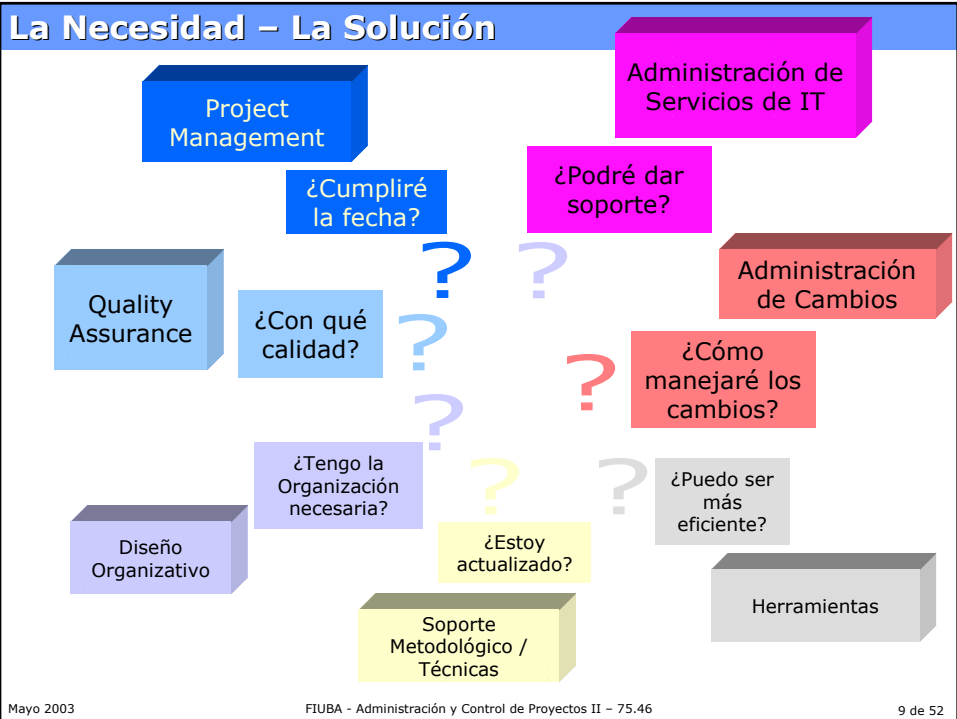 La Necesidad – La Solución
Project
Management
Administración de
Servicios de IT
¿Cumpliré
la fecha?
¿Podré dar
soporte?
?
?
Quality
Assurance
¿Con qué
calidad?
?
Administración
de Cambios
?
¿Cómo
manejaré los
cambios?
?
¿Tengo la
Organización
necesaria?
?
?
¿Puedo ser
más
eficiente?
Diseño
Organizativo
¿Estoy
actualizado?
Herramientas
Soporte
Metodológico /
Técnicas
Mayo 2003
FIUBA - Administración y Control de Proyectos II – 75.46
9 de 52